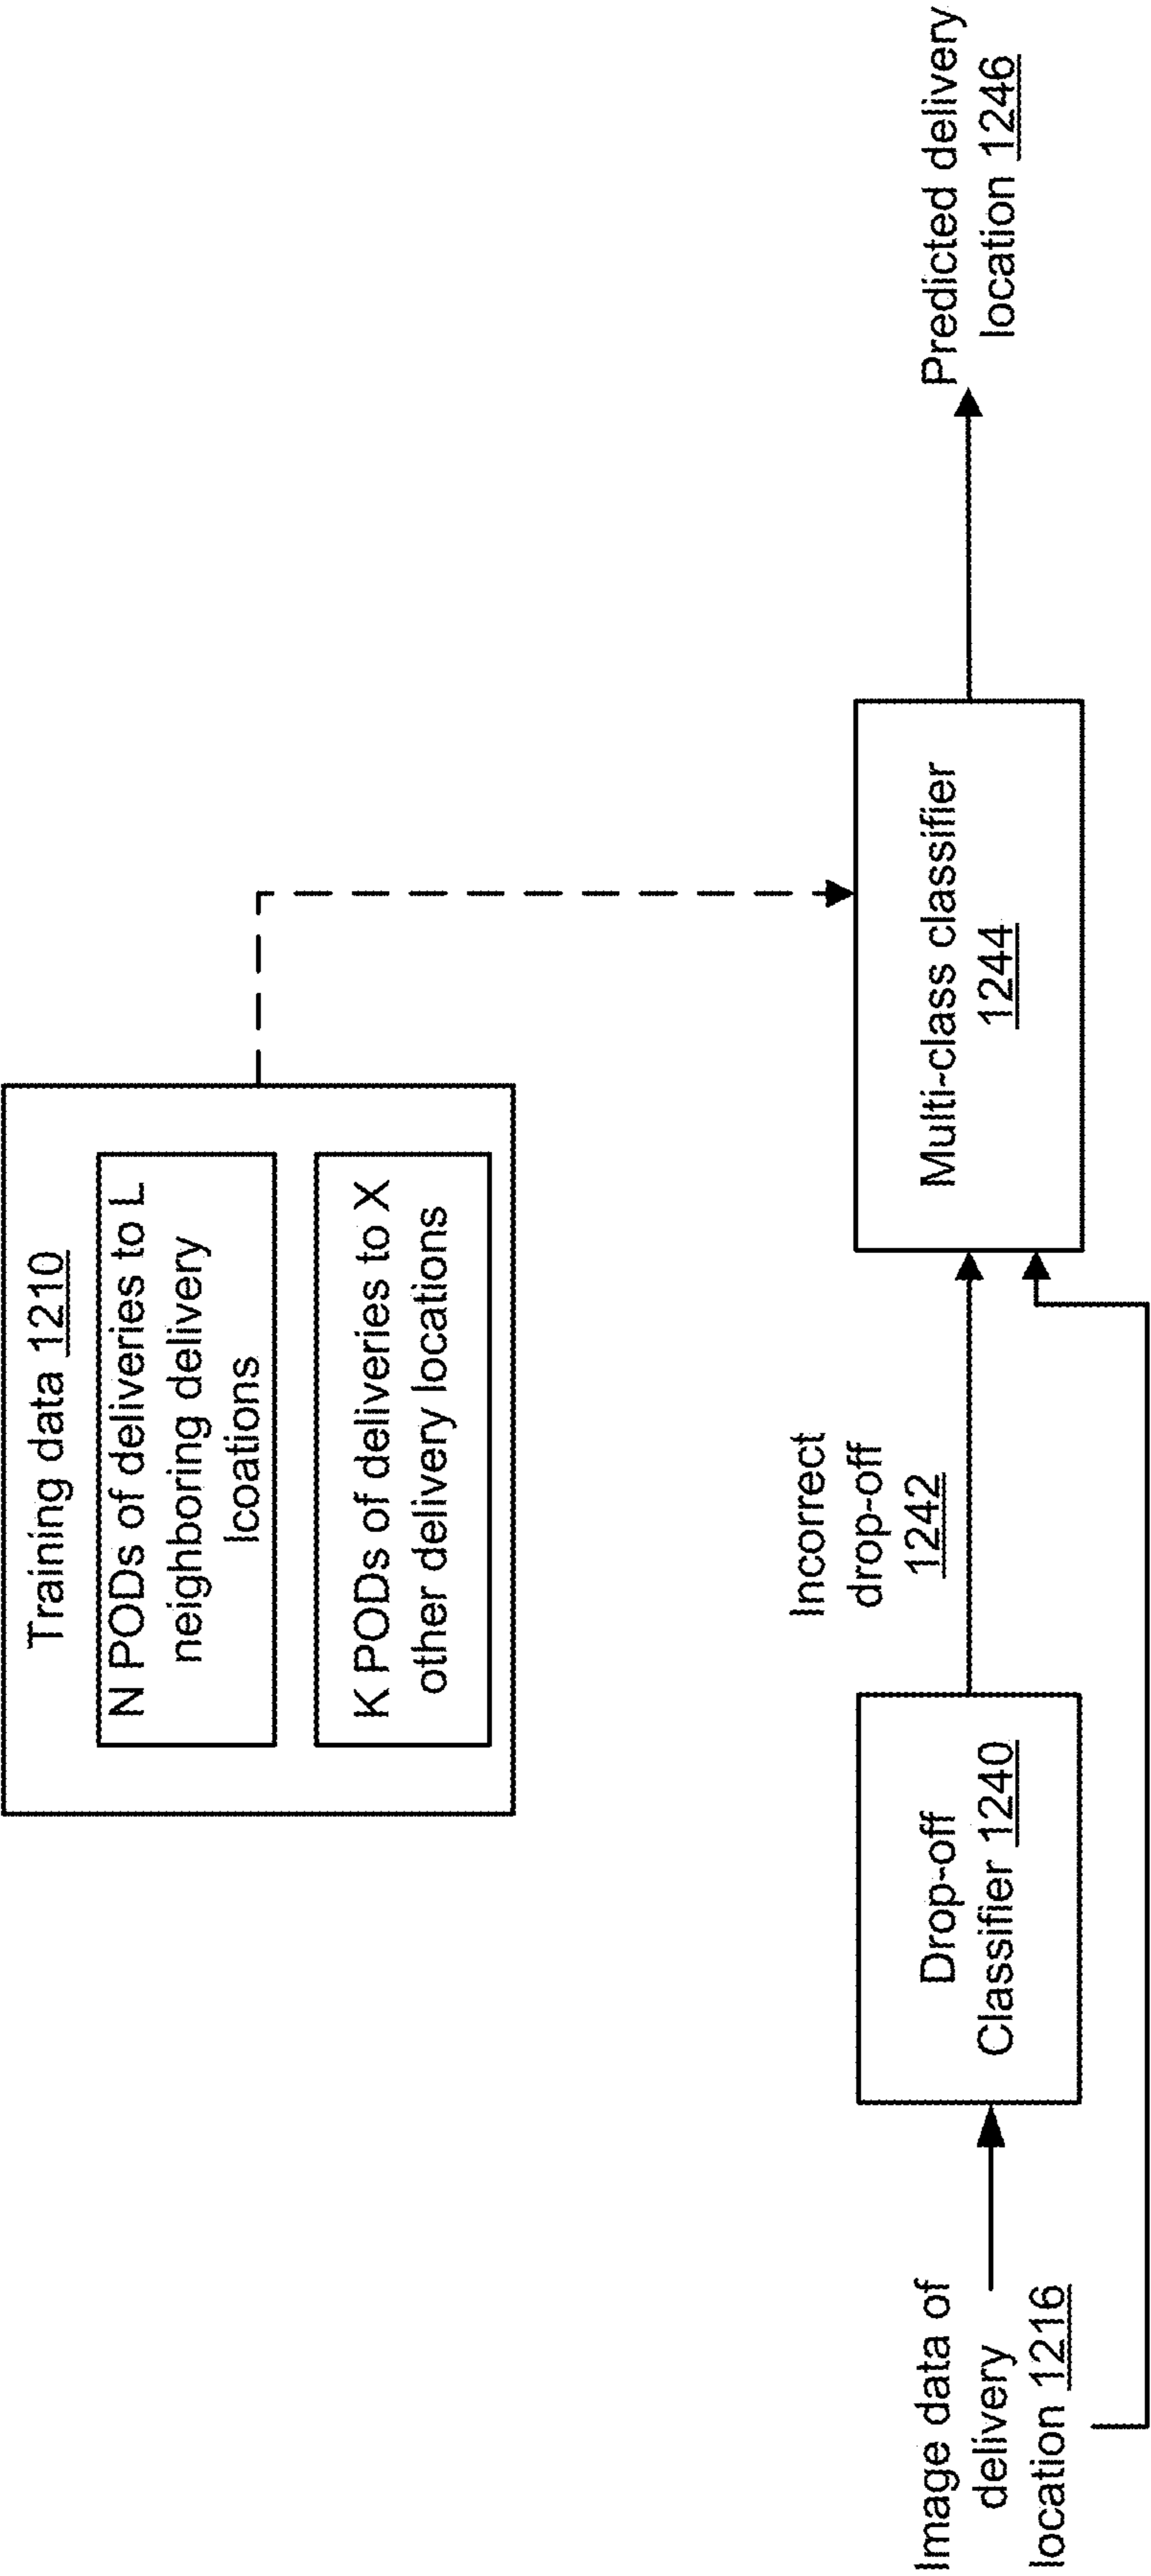 Training data 1210
N PODs of deliveries to L
neighboring delivery
lcoations
K PODs of deliveries to X
other delivery locations
Image data of
delivery
location 1216
Drop-off
Classifier 1240
Incorrect
drop-off
1242
Multi-class classifier
1244
Predicted delivery
location 1246